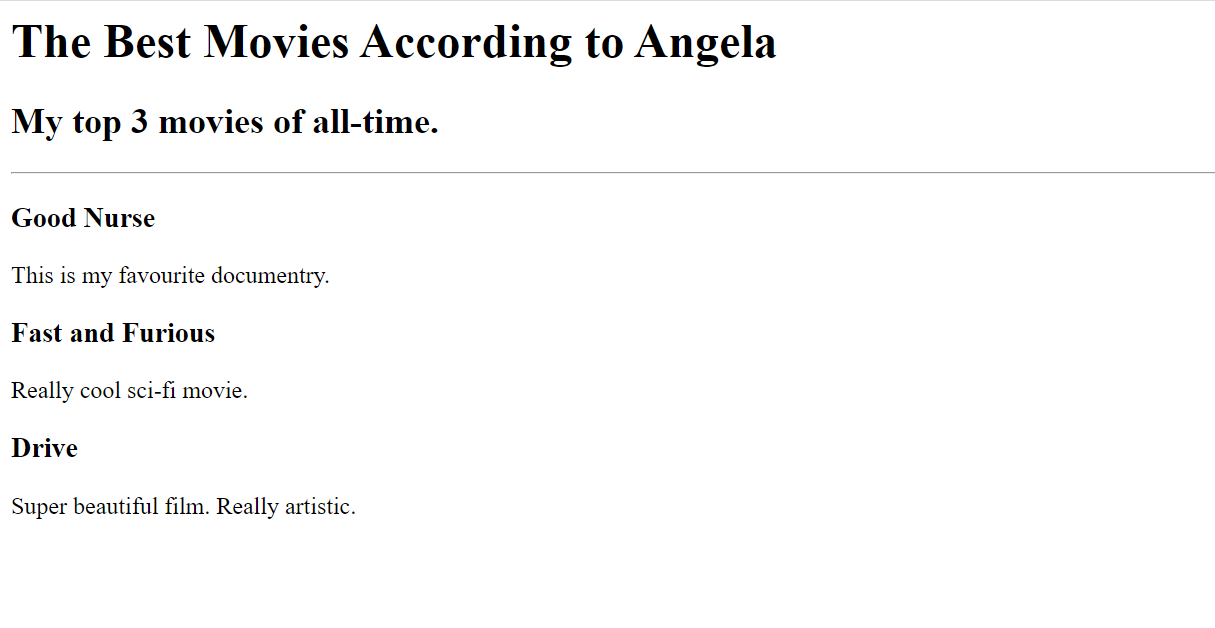 The Best Movies According to Angela
My top 3 movies of all-time.
Good Nurse
This is my favourite documentry.
Fast and Furious
Really cool sci-fi movie.
Drive
Super beautiful film. Really artistic.